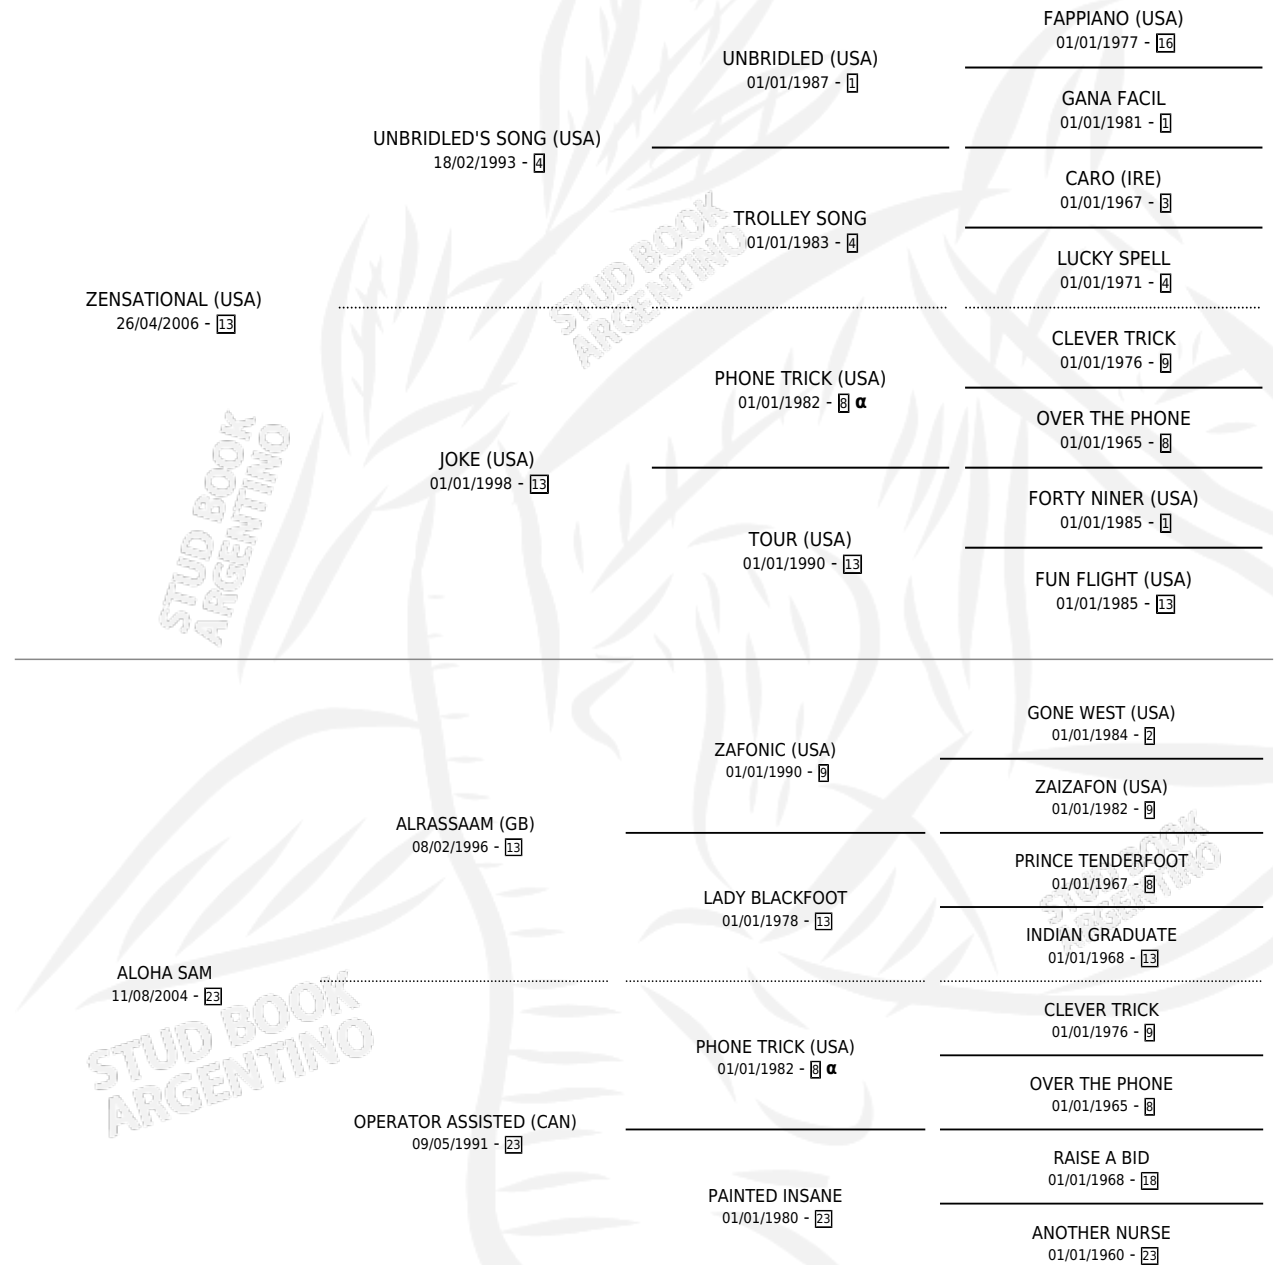 FAPPIANO (USA)
01/01/1977 - 16
UNBRIDLED (USA)
01/01/1987 - 1
GANA FACIL
01/01/1981 - 1
UNBRIDLED'S SONG (USA)
18/02/1993 - 4
CARO (IRE)
01/01/1967 - 3
TROLLEY SONG
01/01/1983 - 4
LUCKY SPELL
01/01/1971 - 4
STUD BOOK
ARGENTINO
ZENSATIONAL (USA)
26/04/2006 - 13
CLEVER TRICK
01/01/1976 - 9
PHONE TRICK (USA)
01/01/1982 - 8 α
OVER THE PHONE
01/01/1965 - 8
JOKE (USA)
01/01/1998 - 13
FORTY NINER (USA)
01/01/1985 - 1
TOUR (USA)
01/01/1990 - 13
FUN FLIGHT (USA)
01/01/1985 - 13
STUD BOOK
ARGENTINO
GONE WEST (USA)
01/01/1984 - 2
ZAFONIC (USA)
01/01/1990 - 9
ZAIZAFON (USA)
01/01/1982 - 9
ALRASSAAM (GB)
08/02/1996 - 13
PRINCE TENDERFOOT
01/01/1967 - 8
LADY BLACKFOOT
01/01/1978 - 13
INDIAN GRADUATE
01/01/1968 - 13
STUD BOOK
ARGENTINO
ALOHA SAM
11/08/2004 - 23
CLEVER TRICK
01/01/1976 - 9
PHONE TRICK (USA)
01/01/1982 - 8 α
OVER THE PHONE
01/01/1965 - 8
OPERATOR ASSISTED (CAN)
09/05/1991 - 23
RAISE A BID
01/01/1968 - 18
PAINTED INSANE
01/01/1980 - 23
ANOTHER NURSE
01/01/1960 - 23
STUD BOOK
ARGENTINO